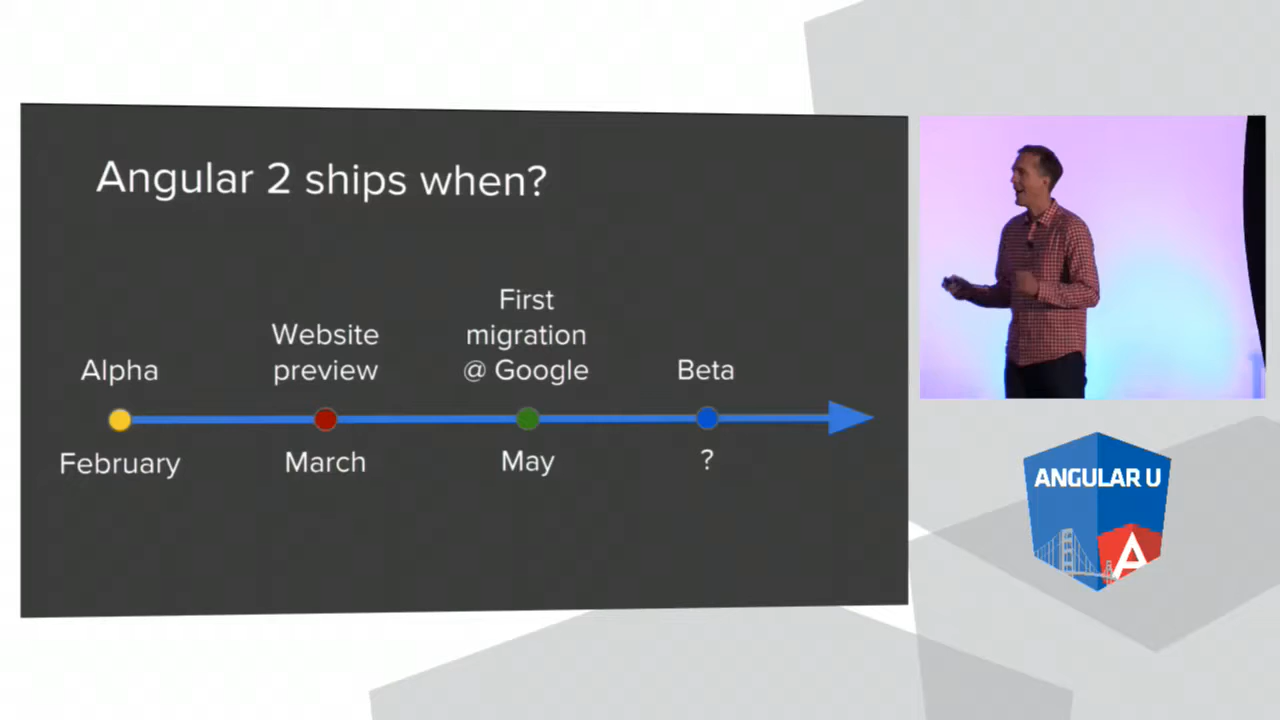 Angular 2 ships when?
First
Website
migration
Alpha
preview
@ Google
Beta
February
March
May
?
ANGULAR U
A